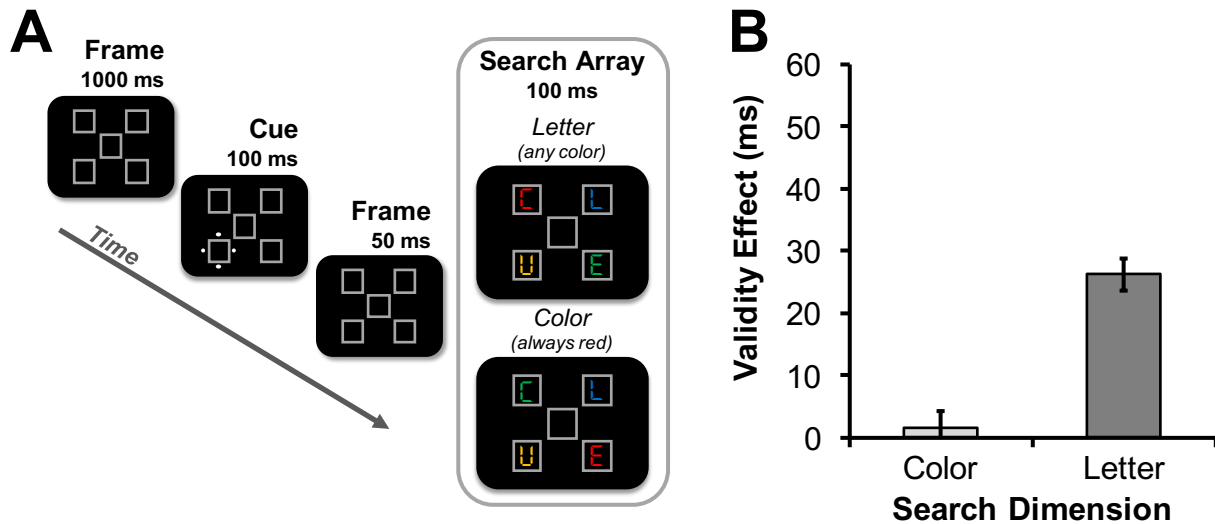 A
Frame
1000 ms
Cue
100 ms
Frame
50 ms
Time
Search Array
100 ms
Letter
(any color)
C L
U E
Color
(always red)
C L
U E
B
Validity Effect (ms)
60
50
40
30
20
10
0
Color Letter
Search Dimension